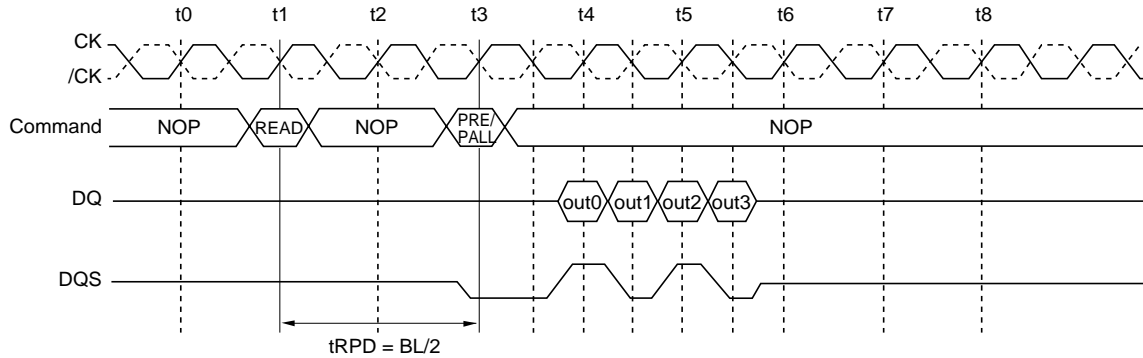 t0 t1 t2 t3 t4 t5 t6 t7 t8
CK
/CK
Command NOP READ NOP PRE/ PALL NOP
DQ out0 out1 out2 out3
DQS
tRPD = BL/2